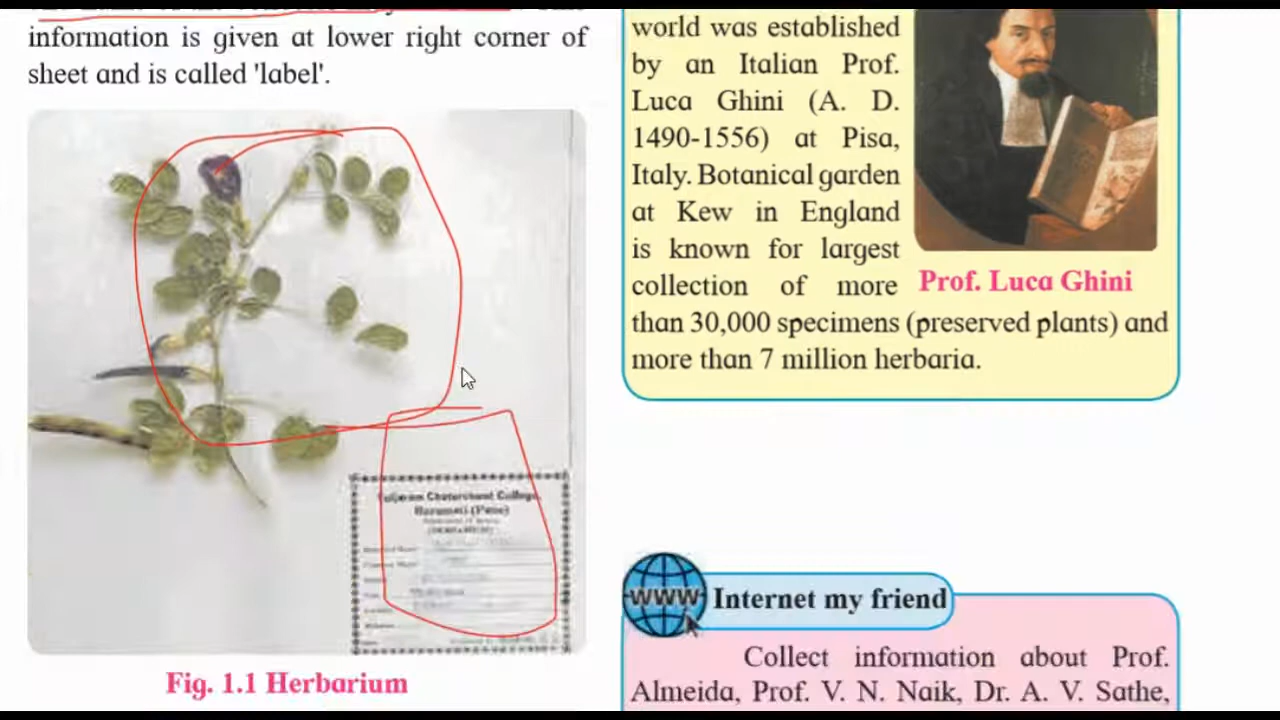 information is given at lower right corner of
sheet and is called 'label'.
Baramati (Pune)
Fig. 1.1 Herbarium
world was established
by an Italian Prof.
Luca Ghini (A. D.
1490-1556) at Pisa,
Italy. Botanical garden
at Kew in England
is known for largest
collection of more
than 30,000 specimens (preserved plants) and
more than 7 million herbaria.
Prof. Luca Ghini
WWW
Internet my friend
Collect information about Prof.
Almeida, Prof. V. N. Naik, Dr. A. V. Sathe,